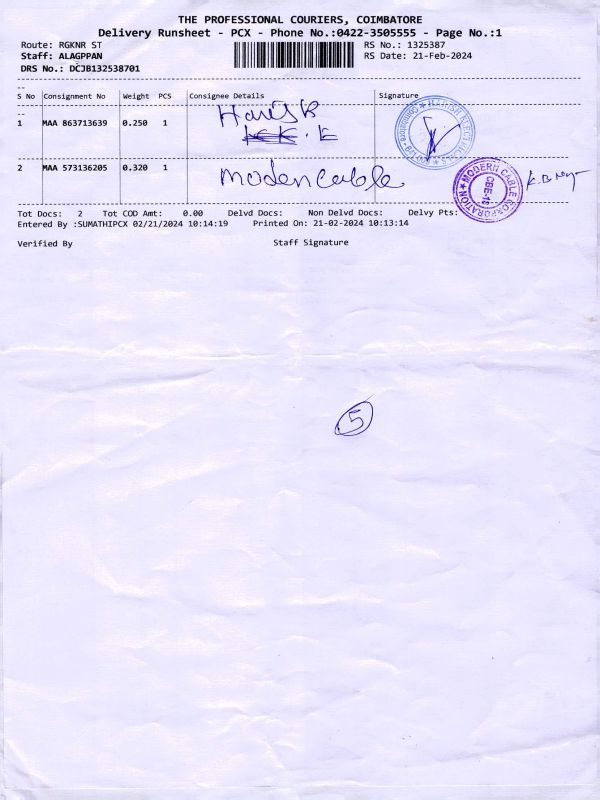 THE PROFESSIONAL COURIERS, COIMBATORE
Delivery Runsheet - PCX - Phone No.:0422-3505555 - Page No.:1
Route: RGKNR ST RS No.: 1325387
Staff: ALAGPPAN RS Date: 21-Feb-2024
DRS No.: DCJB132538701
S No Consignment No Weight PCS Consignee Details Signature
1 MAA 863713639 0.250 1
2 MAA 573136205 0.320 1 Moden Cable
MODERN CABLE CORPORATION
CBE-18
Tot Docs: 2 Tot COD Amt: 0.00 Delvd Docs: Non Delvd Docs: Delvy Pts:
Entered By :SUMATHIPCX 02/21/2024 10:14:19 Printed On: 21-02-2024 10:13:14
Verified By Staff Signature
5